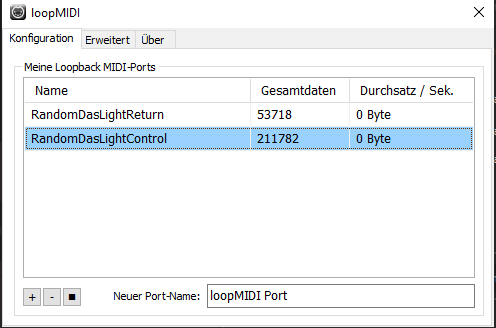 loopMIDI
Konfiguration Erweitert Über
Meine Loopback MIDI-Ports
Name Gesamtdaten Durchsatz / Sek.
RandomDasLightReturn 53718 0 Byte
RandomDasLightControl 211782 0 Byte
+ - ■ Neuer Port-Name: loopMIDI Port